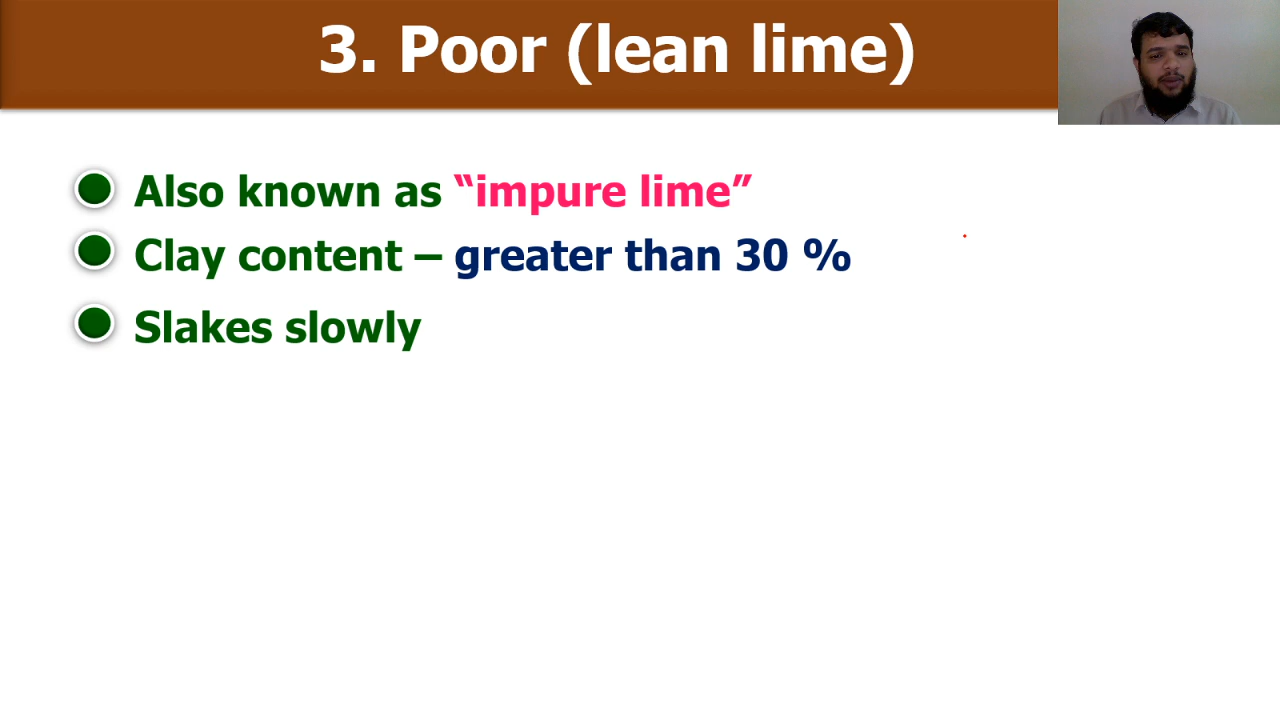 3. Poor (lean lime)
Also known as “impure lime”
Clay content – greater than 30 %
Slakes slowly